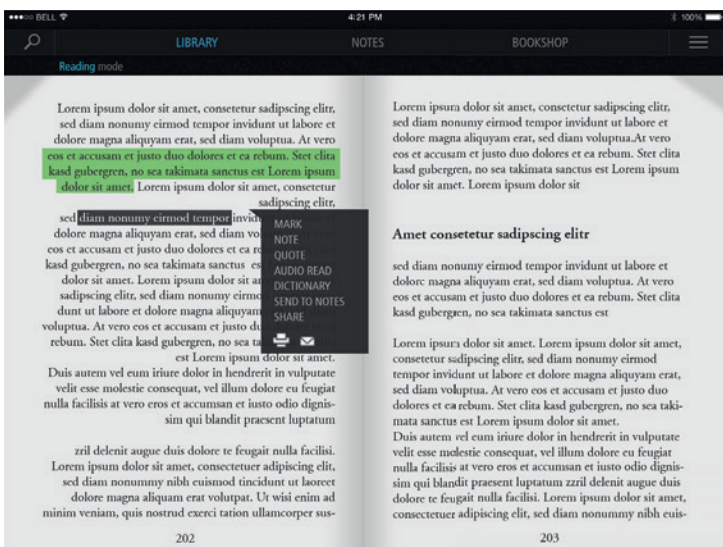 BELL
4:21 PM
100%
LIBRARY NOTES BOOKSHOP
Reading mode
Lorem ipsum dolor sit amet, consetetur sadipscing elitr,
sed diam nonumy eirmod tempor invidunt ut labore et
dolore magna aliquyam erat, sed diam voluptua. At vero
eos et accusam et justo duo dolores et ea rebum. Stet clita
kasd gubergren, no sea takimata sanctus est Lorem ipsum
dolor sit amet. Lorem ipsum dolor sit amet, consetetur
sadipscing elitr,
sed diam nonumy eirmod tempor
dolore magna aliquyam erat, sed diam
eos et accusam et justo duo dolores et ea
kasd gubergren, no sea takimata sanctus
dolor sit amet. Lorem ipsum dolor sit
sadipscing elitr, sed diam nonumy
dunt ut labore et dolore magna
voluptua. At vero eos et accusam et justo
rebum. Stet clita kasd gubergren, no sea
est Lorem ipsum dolor sit amet.
Duis autem vel eum iriure dolor in hendrerit in vulputate
velit esse molestie consequat, vel illum dolore eu feugiat
nulla facilisis at vero eros et accumsan et iusto odio dignis-
sim qui blandit praesent luptatum
zril delenit augue duis dolore te feugait nulla facilisi.
Lorem ipsum dolor sit amet, consectetuer adipiscing elit,
sed diam nonummy nibh euismod tincidunt ut laoreet
dolore magna aliquam erat volutpat. Ut wisi enim ad
minim veniam, quis nostrud exerci tation ullamcorper sus-
202
MARK
NOTE
QUOTE
AUDIO READ
DICTIONARY
SEND TO NOTES
SHARE
Lorem ipsum dolor sit amet, consetetur sadipscing elitr,
sed diam nonumy eirmod tempor invidunt ut labore et
dolore magna aliquyam erat, sed diam voluptua.At vero
eos et accusam et justo duo dolores et ea rebum. Stet clita
kasd gubergren, no sea takimata sanctus est Lorem ipsum
dolor sit amet. Lorem ipsum dolor sit
Amet consetetur sadipscing elitr
sed diam nonumy eirmod tempor invidunt ut labore et
dolore magna aliquyam erat, sed diam voluptua. At vero
eos et accusam et justo duo dolores et ea rebum. Stet clita
kasd gubergren, no sea takimata sanctus est
Lorem ipsum dolor sit amet. Lorem ipsum dolor sit amet,
consetetur sadipscing elitr, sed diam nonumy eirmod
tempor invidunt ut labore et dolore magna aliquyam erat,
sed diam voluptua. At vero eos et accusam et justo duo
dolores et ea rebum. Stet clita kasd gubergren, no sea taki-
mata sanctus est Lorem ipsum dolor sit amet.
Duis autem vel eum iriure dolor in hendrerit in vulputate
velit esse molestie consequat, vel illum dolore eu feugiat
nulla facilisis at vero eros et accumsan et iusto odio dignis-
sim qui blandit praesent luptatum zzril delenit augue duis
dolore te feugait nulla facilisi. Lorem ipsum dolor sit amet,
consectetuer adipiscing elit, sed diam nonummy nibh euis-
203